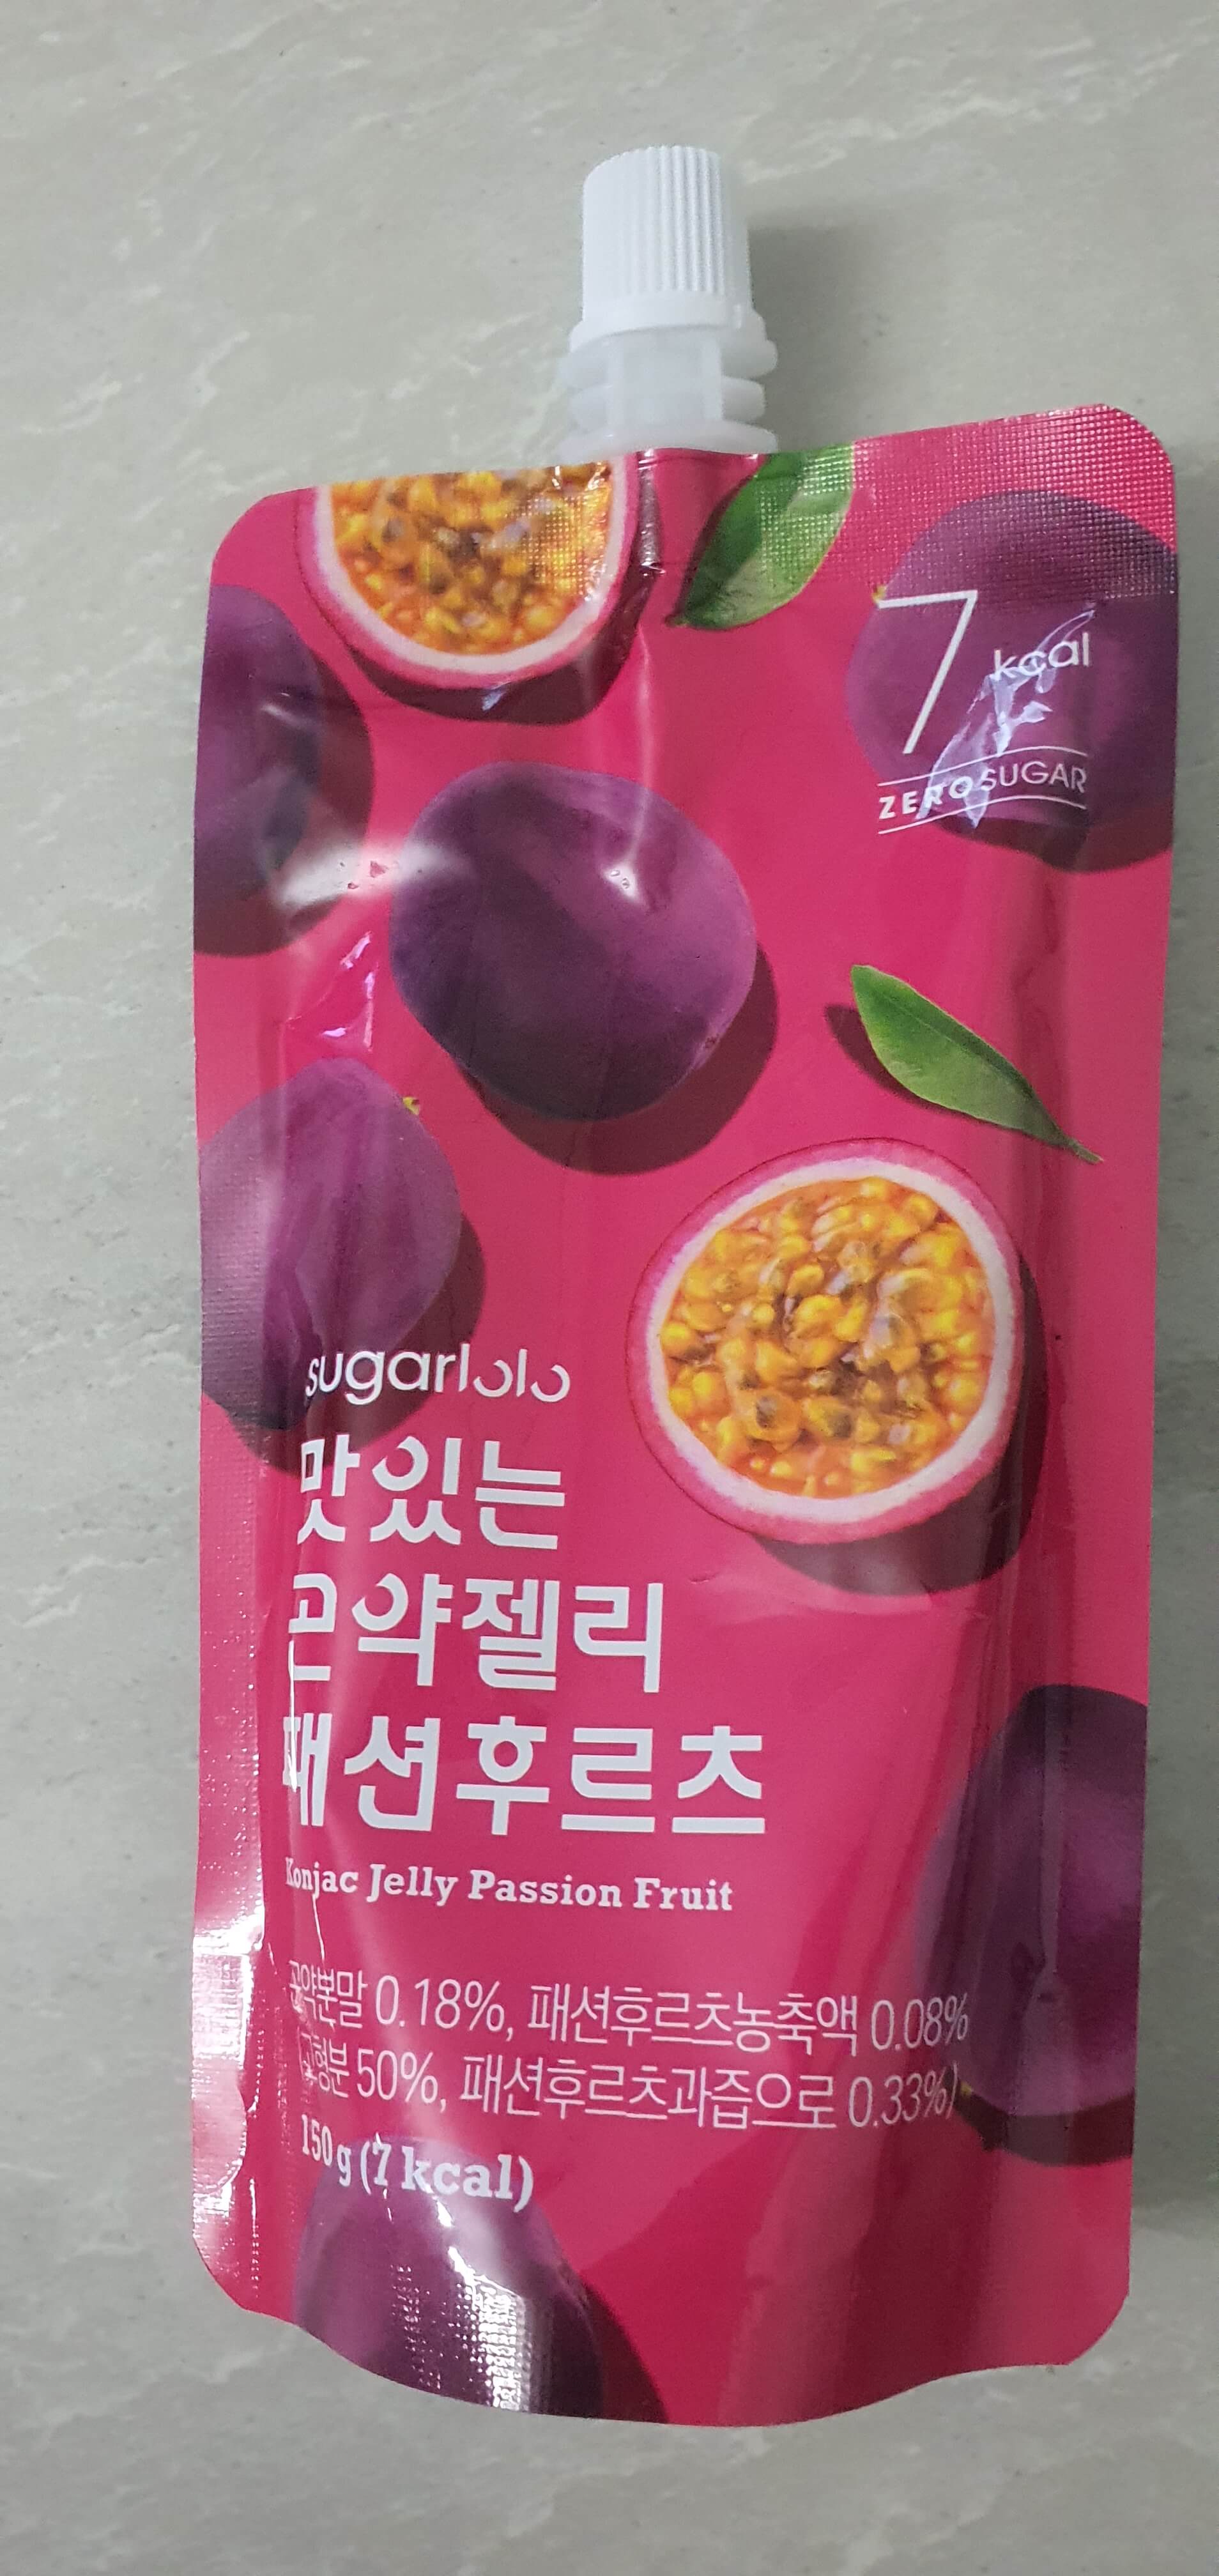 7 kcal
ZERO SUGAR
sugarlolo
맛있는
곤약젤리
패션후르츠
Konjac Jelly Passion Fruit
곤약분말 0.18%, 패션후르츠농축액 0.08%
(고형분 50%, 패션후르츠과즙으로 0.33%)
150 g (7 kcal)